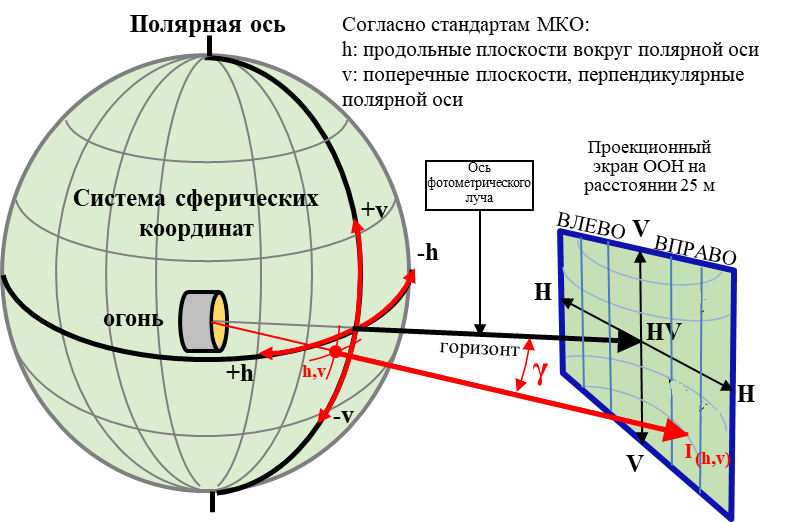 Полярная ось
Согласно стандартам МКО:
h: продольные плоскости вокруг полярной оси
v: поперечные плоскости, перпендикулярные
полярной оси
Проекционный
экран ООН на
расстоянии 25 м
Ось
фотометрического
луча
Система сферических
координат
+v
-h
ВЛЕВО
V
ВПРАВО
H
огонь
HV
горизонт
+h
h,v
γ
H
-v
I(h,v)
V